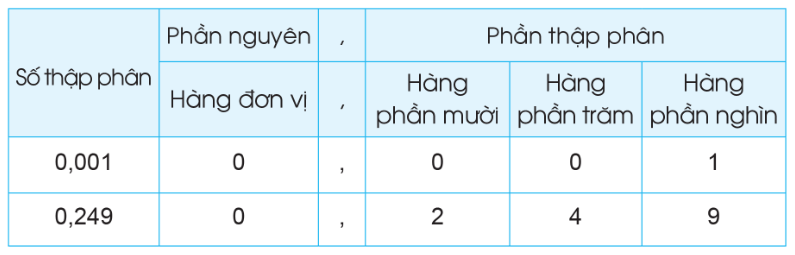 Số thập phân
Phần nguyên , Phần thập phân
Hàng đơn vị , Hàng phần mười Hàng phần trăm Hàng phần nghìn
0,001 0 , 0 0 1
0,249 0 , 2 4 9